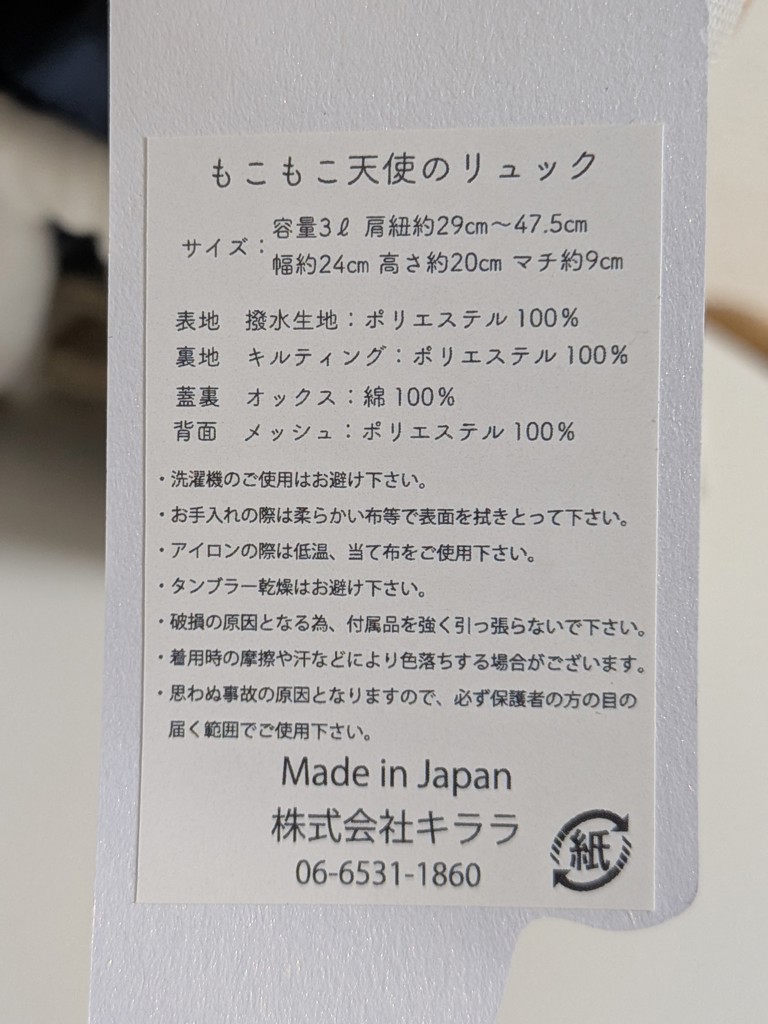 もこもこ天使のリュック
サイズ：容量3ℓ 肩紐約29㎝～47.5㎝
幅約24㎝ 高さ約20㎝ マチ約9㎝
表地 撥水生地：ポリエステル 100％
裏地 キルティング：ポリエステル 100％
蓋裏 オックス：綿 100％
背面 メッシュ：ポリエステル 100％
・洗濯機のご使用はお避け下さい。
・お手入れの際は柔らかい布等で表面を拭きとって下さい。
・アイロンの際は低温、当て布をご使用下さい。
・タンブラー乾燥はお避け下さい。
・破損の原因となる為、付属品を強く引っ張らないで下さい。
・着用時の摩擦や汗などにより色落ちする場合がございます。
・思わぬ事故の原因となりますので、必ず保護者の方の目の
届く範囲でご使用下さい。
Made in Japan
株式会社キララ
06-6531-1860
紙